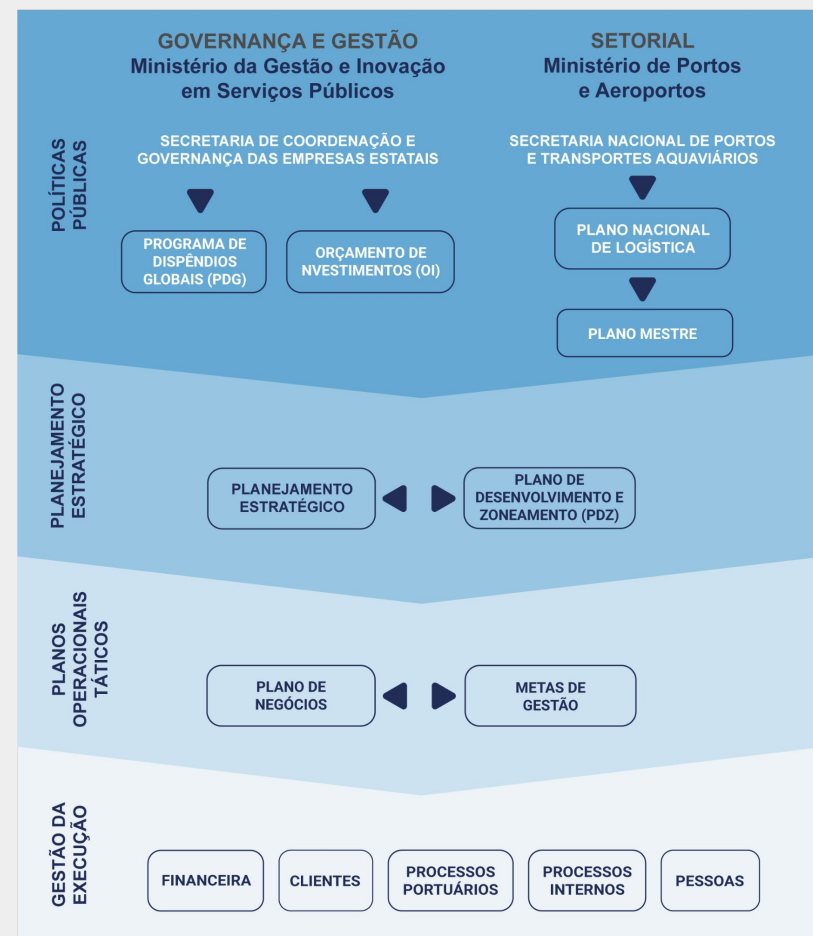 GOVERNANÇA E GESTÃO
Ministério da Gestão e Inovação
em Serviços Públicos
SETORIAL
Ministério de Portos
e Aeroportos
POLÍTICAS
PÚBLICAS
SECRETARIA DE COORDENAÇÃO E
GOVERNANÇA DAS EMPRESAS ESTATAIS
SECRETARIA NACIONAL DE PORTOS
E TRANSPORTES AQUAVIÁRIOS
PROGRAMA DE
DISPÊNDIOS
GLOBAIS (PDG)
ORÇAMENTO DE
NVESTIMENTOS (OI)
PLANO NACIONAL
DE LOGÍSTICA
PLANO MESTRE
PLANEJAMENTO
ESTRATÉGICO
PLANEJAMENTO
ESTRATÉGICO
PLANO DE
DESENVOLVIMENTO E
ZONEAMENTO (PDZ)
PLANOS
OPERACIONAIS
TÁTICOS
PLANO DE
NEGÓCIOS
METAS DE
GESTÃO
GESTÃO DA
EXECUÇÃO
FINANCEIRA
CLIENTES
PROCESSOS
PORTUÁRIOS
PROCESSOS
INTERNOS
PESSOAS